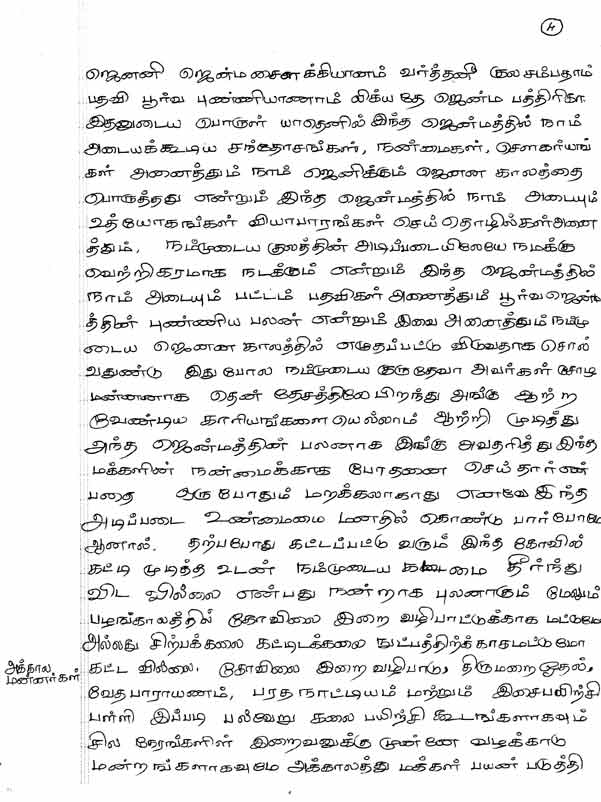 4
ஜெனனி ஜென்மசைளக்கியானம் வர்த்தனி குலசம்பதாம்
பதவி பூர்வ புண்ணியாணாம் லிக்ய தே ஜென்ம பத்திரிகா
இதனுடைய பொருள் யாதெனில் இந்த ஜென்மத்தில் நாம்
அடையக்கூடிய சந்தோசங்கள், நன்மைகள், சௌகர்யங்
கள் அனைத்தும் நாம் ஜெனிக்கும் ஜெனன காலத்தை
பொருத்தது என்றும் இந்த ஜென்மத்தில் நாம் அடையும்
உத்யோகங்கள் வியாபாரங்கள் செய் தொழில்கள் அனை
த்தும், நம்முடைய குலத்தின் அடிப்படையிலேயே நமக்கு
வெற்றிகரமாக நடக்கும் என்றும் இந்த ஜென்மத்தில்
நாம் அடையும் பட்டம் பதவிகள் அனைத்தும் பூர்வஜென்ம
த்தின் புண்ணிய பலன் என்றும் இவை அனைத்தும் நம்மு
டைய ஜெனன காலத்தில் எழுதப்பட்டு விடுவதாக சொல்
வதுண்டு இது போல நம்முடைய குருதேவா அவர்கள் சோழ
மன்னனாக தென் தேசத்திலே பிறந்து அங்கு ஆற்ற
வேண்டிய காரியங்களை யெல்லாம் ஆற்றி முடித்து
அந்த ஜென்மத்தின் பலனாக இங்கு அவதரித்து இந்த
மக்களின் நன்மைக்காக போதனை செய்தார் என்
பதை ஒரு போதும் மறக்கலாகாது எனவே இந்த
அடிப்படை உண்மையை மனதில் கொண்டு பார்போமே
ஆனால். தற்போது கட்டப்பட்டு வரும் இந்த கோவில்
கட்டி முடித்த உடன் நம்முடைய கடமை தீர்ந்து
விட வில்லை என்பது நன்றாக புலனாகும் மேலும்
பழங்காலத்தில் கோவிலை இறை வழிபாட்டுக்காக மட்டுமே
அல்லது சிற்பக்கலை கட்டிடக்கலை நுட்பத்திற்காகமட்டுமோ
அக்கால மன்னர்கள்
கட்ட வில்லை. கோவிலை இறை வழிபாடு, திருமறை ஓதல்,
வேதபாராயணம், பரத நாட்டியம் மற்றும் இசைபயிற்சி
பள்ளி இப்படி பல்வேறு கலை பயிற்சி கூடங்களாகவும்
சில நேரங்களின் இறைவனுக்கு முன்னே வழக்காடு
மன்றங்களாகவுமே அக்காலத்து மக்கள் பயன் படுத்தி